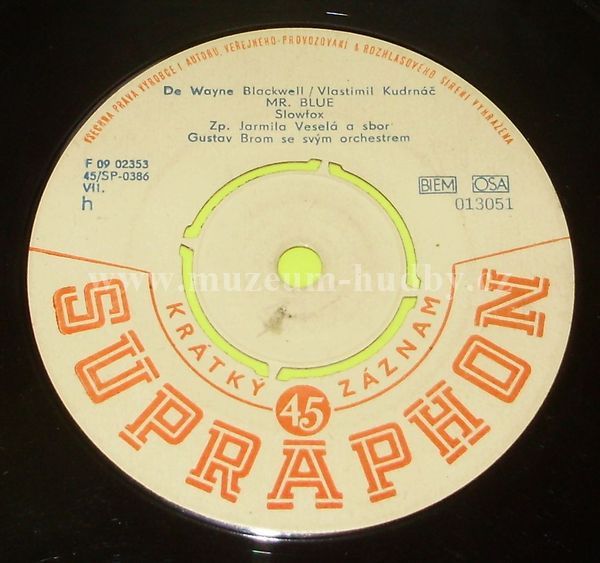 VŠECHNA PRÁVA VÝROBCE I AUTORŮ, VEŘEJNÉHO PROVOZOVÁNÍ & ROZHLASOVÉHO ŠÍŘENÍ VYHRAZENA
De Wayne Blackwell / Vlastimil Kudrnáč
MR. BLUE
Slowfox
Zp. Jarmila Veselá a sbor
Gustav Brom se svým orchestrem
F 09 02353
45/SP-0386
VII.
h
BIEM OSA
013051
www.muzeum-hudby.cz
KRÁTKÝ 45 ZÁZNAM
SUPRAPHON